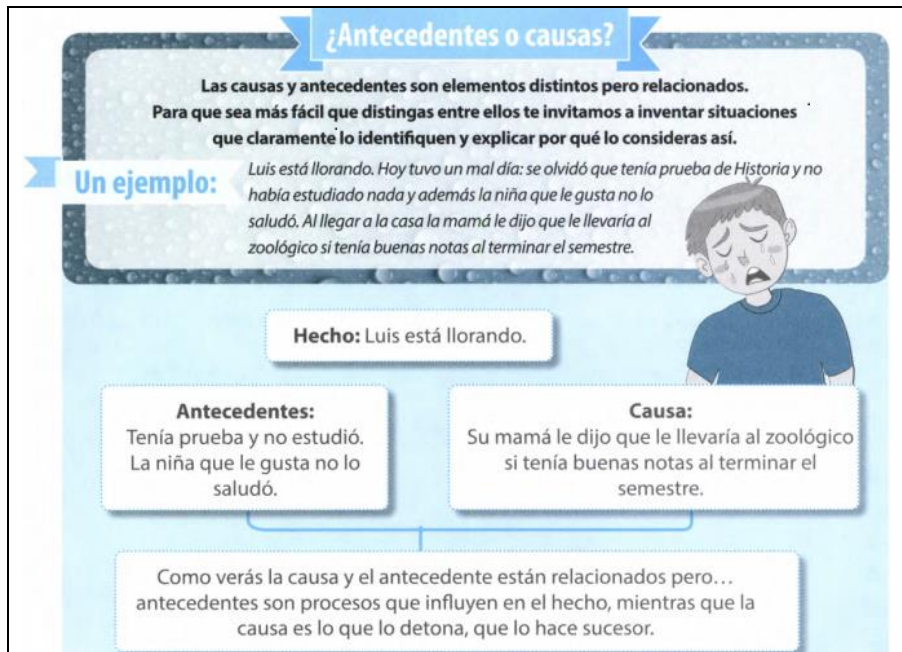 ¿Antecedentes o causas?
Las causas y antecedentes son elementos distintos pero relacionados.
Para que sea más fácil que distingas entre ellos te invitamos a inventar situaciones
que claramente lo identifiquen y explicar por qué lo consideras así.
Un ejemplo:
Luis está llorando. Hoy tuvo un mal día: se olvidó que tenía prueba de Historia y no
había estudiado nada y además la niña que le gusta no lo
saludó. Al llegar a la casa la mamá le dijo que le llevaría al
zoológico si tenía buenas notas al terminar el semestre.
Hecho: Luis está llorando.
Antecedentes:
Tenía prueba y no estudió.
La niña que le gusta no lo
saludó.
Causa:
Su mamá le dijo que le llevaría al zoológico
si tenía buenas notas al terminar el
semestre.
Como verás la causa y el antecedente están relacionados pero...
antecedentes son procesos que influyen en el hecho, mientras que la
causa es lo que lo detona, que lo hace sucesor.